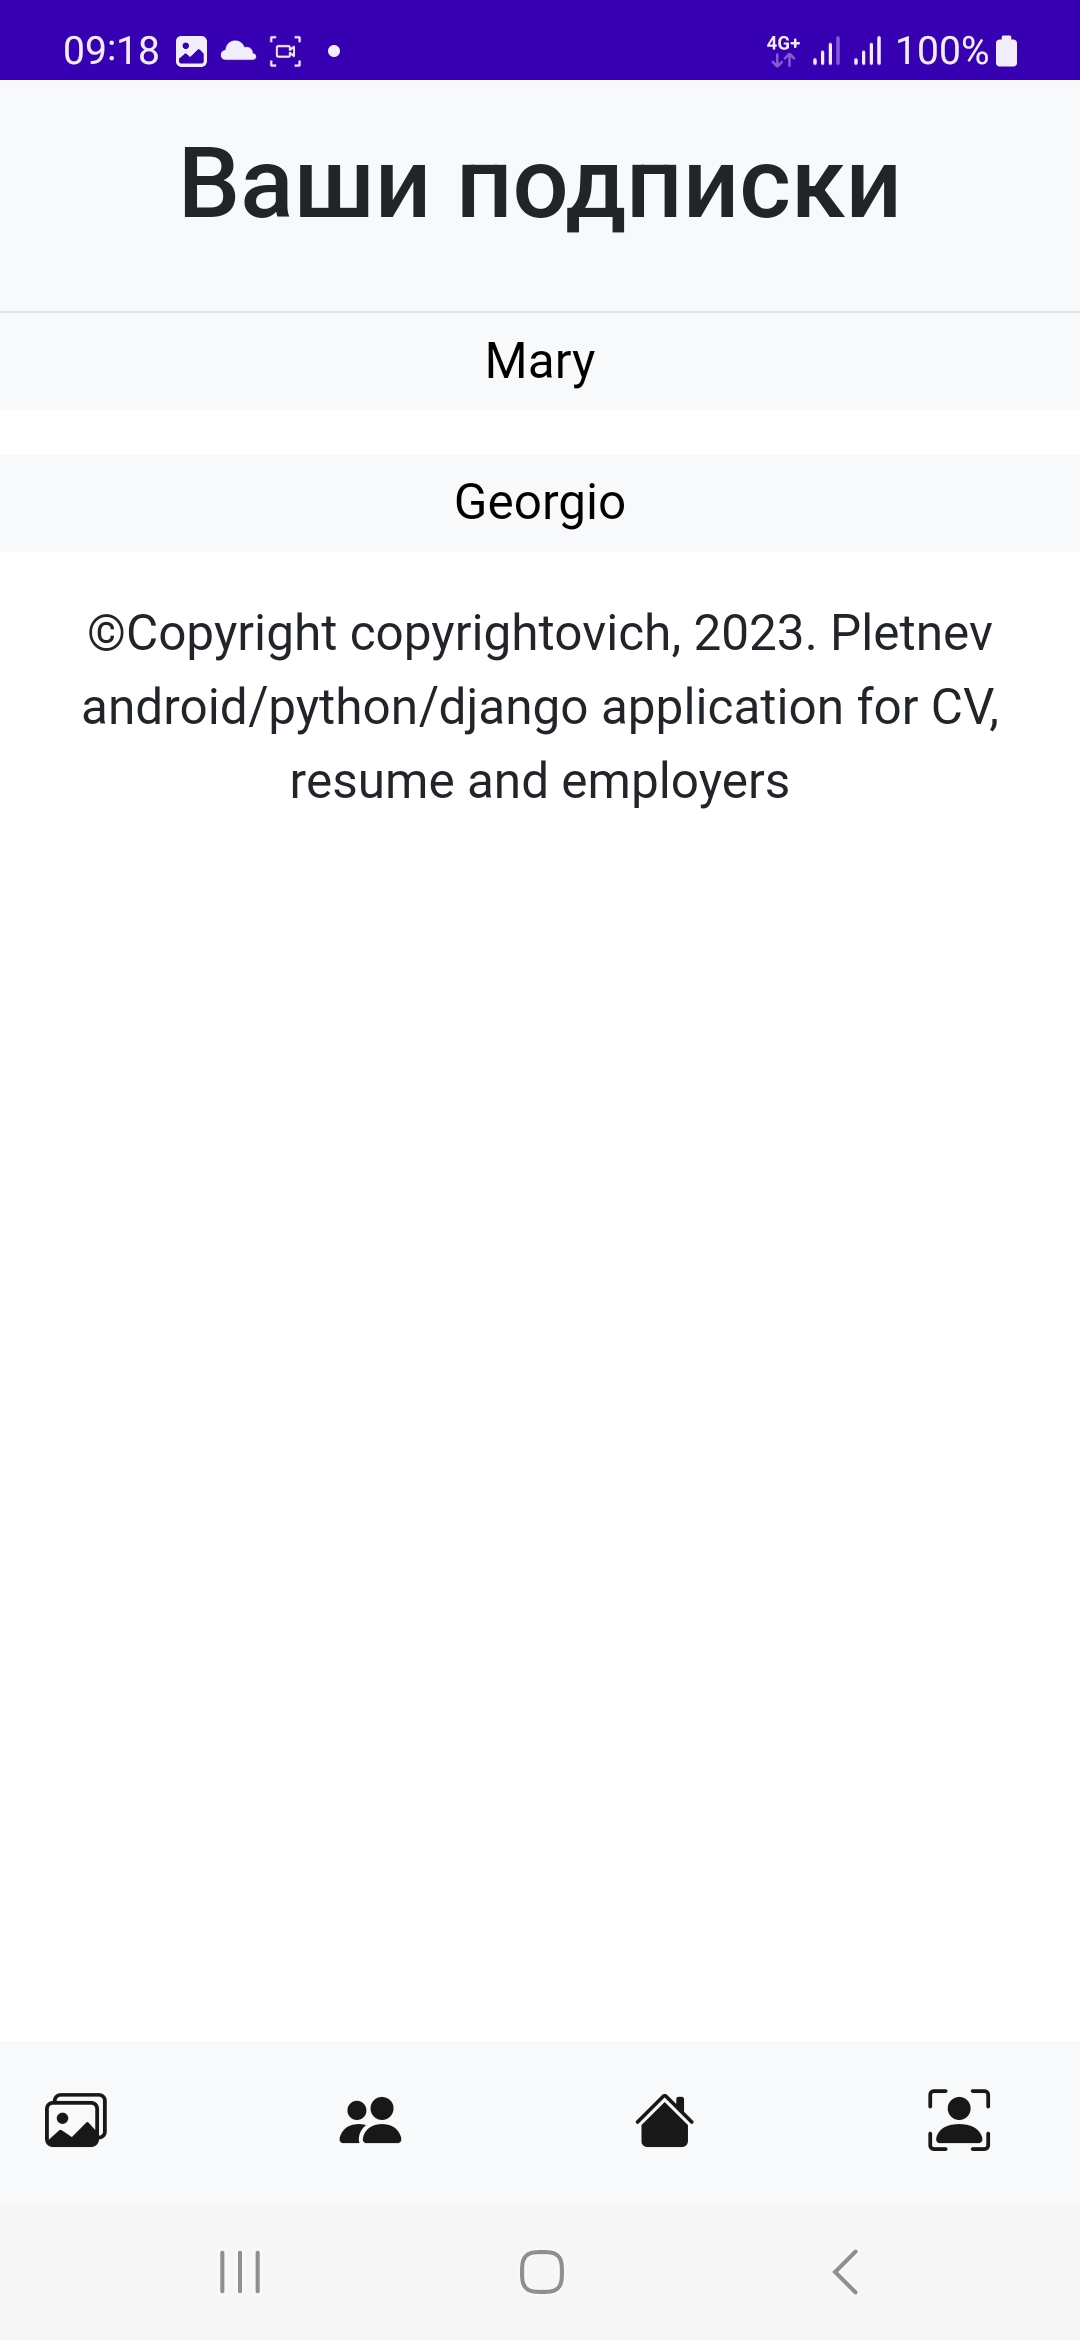 09:18 4G+ 100%
Ваши подписки
Mary
Georgio
©Copyright copyrightovich, 2023. Pletnev
android/python/django application for CV,
resume and employers